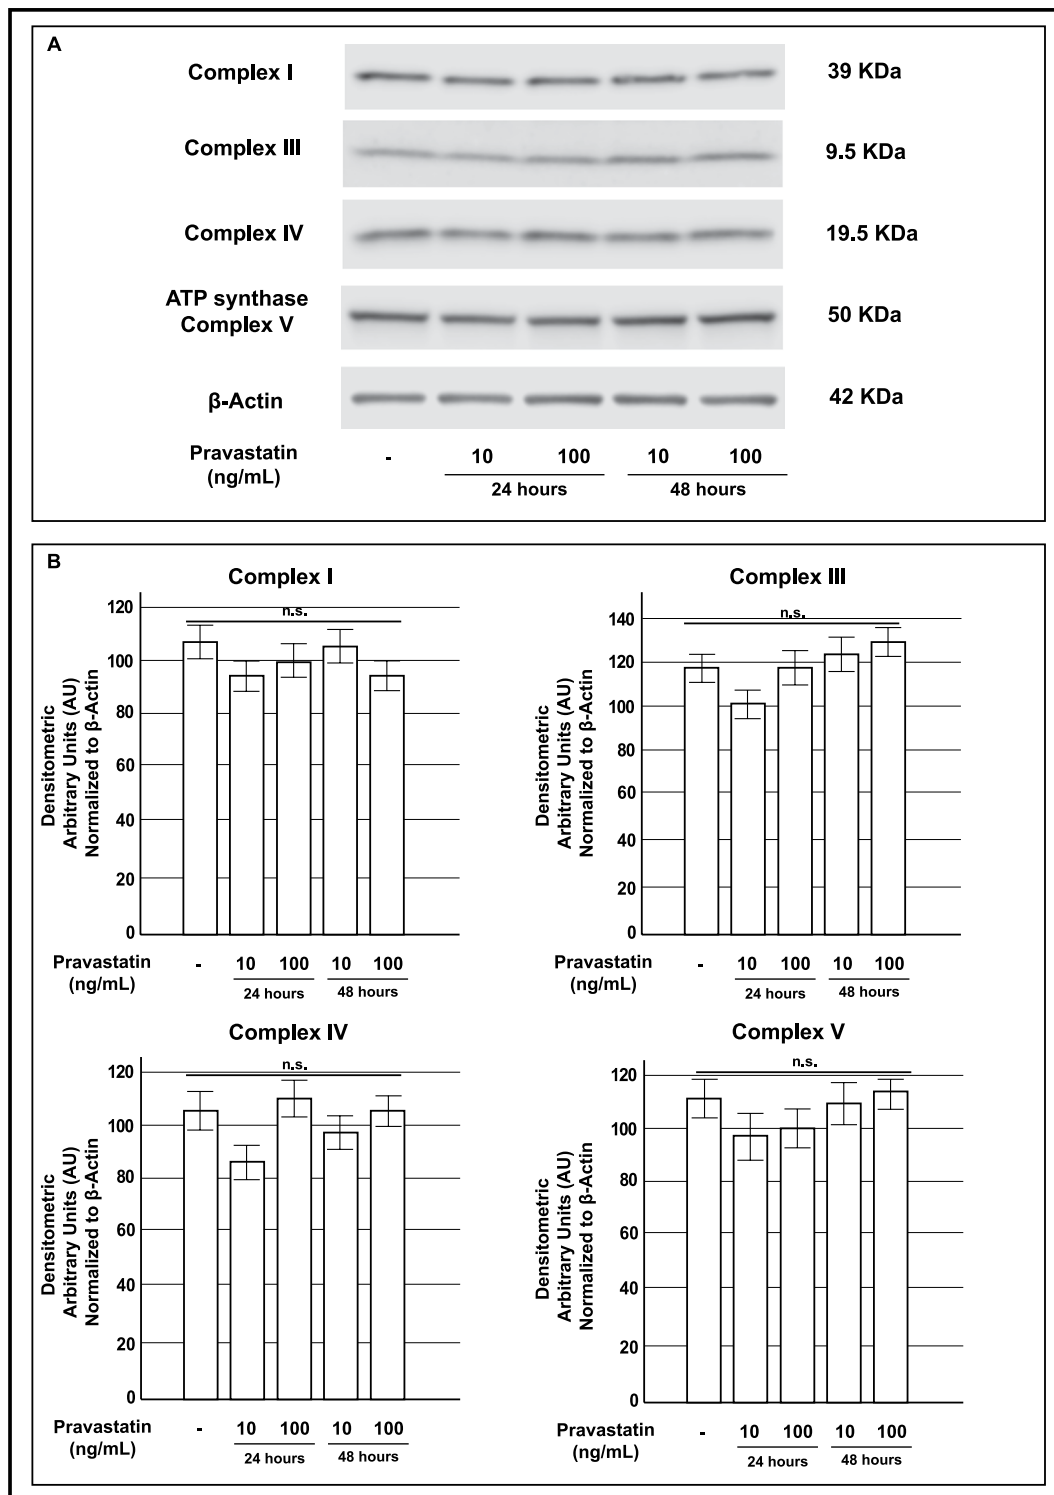 A
Complex I
39 KDa
Complex III
9.5 KDa
Complex IV
19.5 KDa
ATP synthase
Complex V
50 KDa
β-Actin
42 KDa
Pravastatin
(ng/mL)
- 10 100 10 100
24 hours 48 hours
B
Complex I
n.s.
Densitometric
Arbitrary Units (AU)
Normalized to β-Actin
120
100
80
60
40
20
0
Pravastatin
(ng/mL)
- 10 100 10 100
24 hours 48 hours
Complex III
n.s.
Densitometric
Arbitrary Units (AU)
Normalized to β-Actin
140
120
100
80
60
40
20
0
Pravastatin
(ng/mL)
- 10 100 10 100
24 hours 48 hours
Complex IV
n.s.
Densitometric
Arbitrary Units (AU)
Normalized to β-Actin
120
100
80
60
40
20
0
Pravastatin
(ng/mL)
- 10 100 10 100
24 hours 48 hours
Complex V
n.s.
Densitometric
Arbitrary Units (AU)
Normalized to β-Actin
120
100
80
60
40
20
0
Pravastatin
(ng/mL)
- 10 100 10 100
24 hours 48 hours